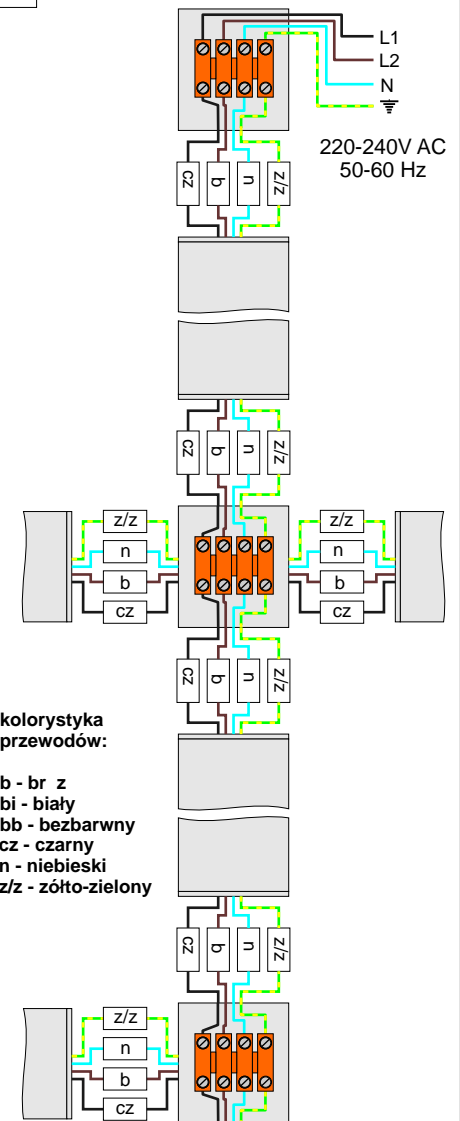 L1
L2
N
220-240V AC
50-60 Hz
cz b n z/z
cz b n z/z
z/z
n
b
cz
z/z
n
b
cz
cz b n z/z
kolorystyka
przewodów:
b - br z
bi - biały
bb - bezbarwny
cz - czarny
n - niebieski
z/z - zółto-zielony
cz b n z/z
z/z
n
b
cz